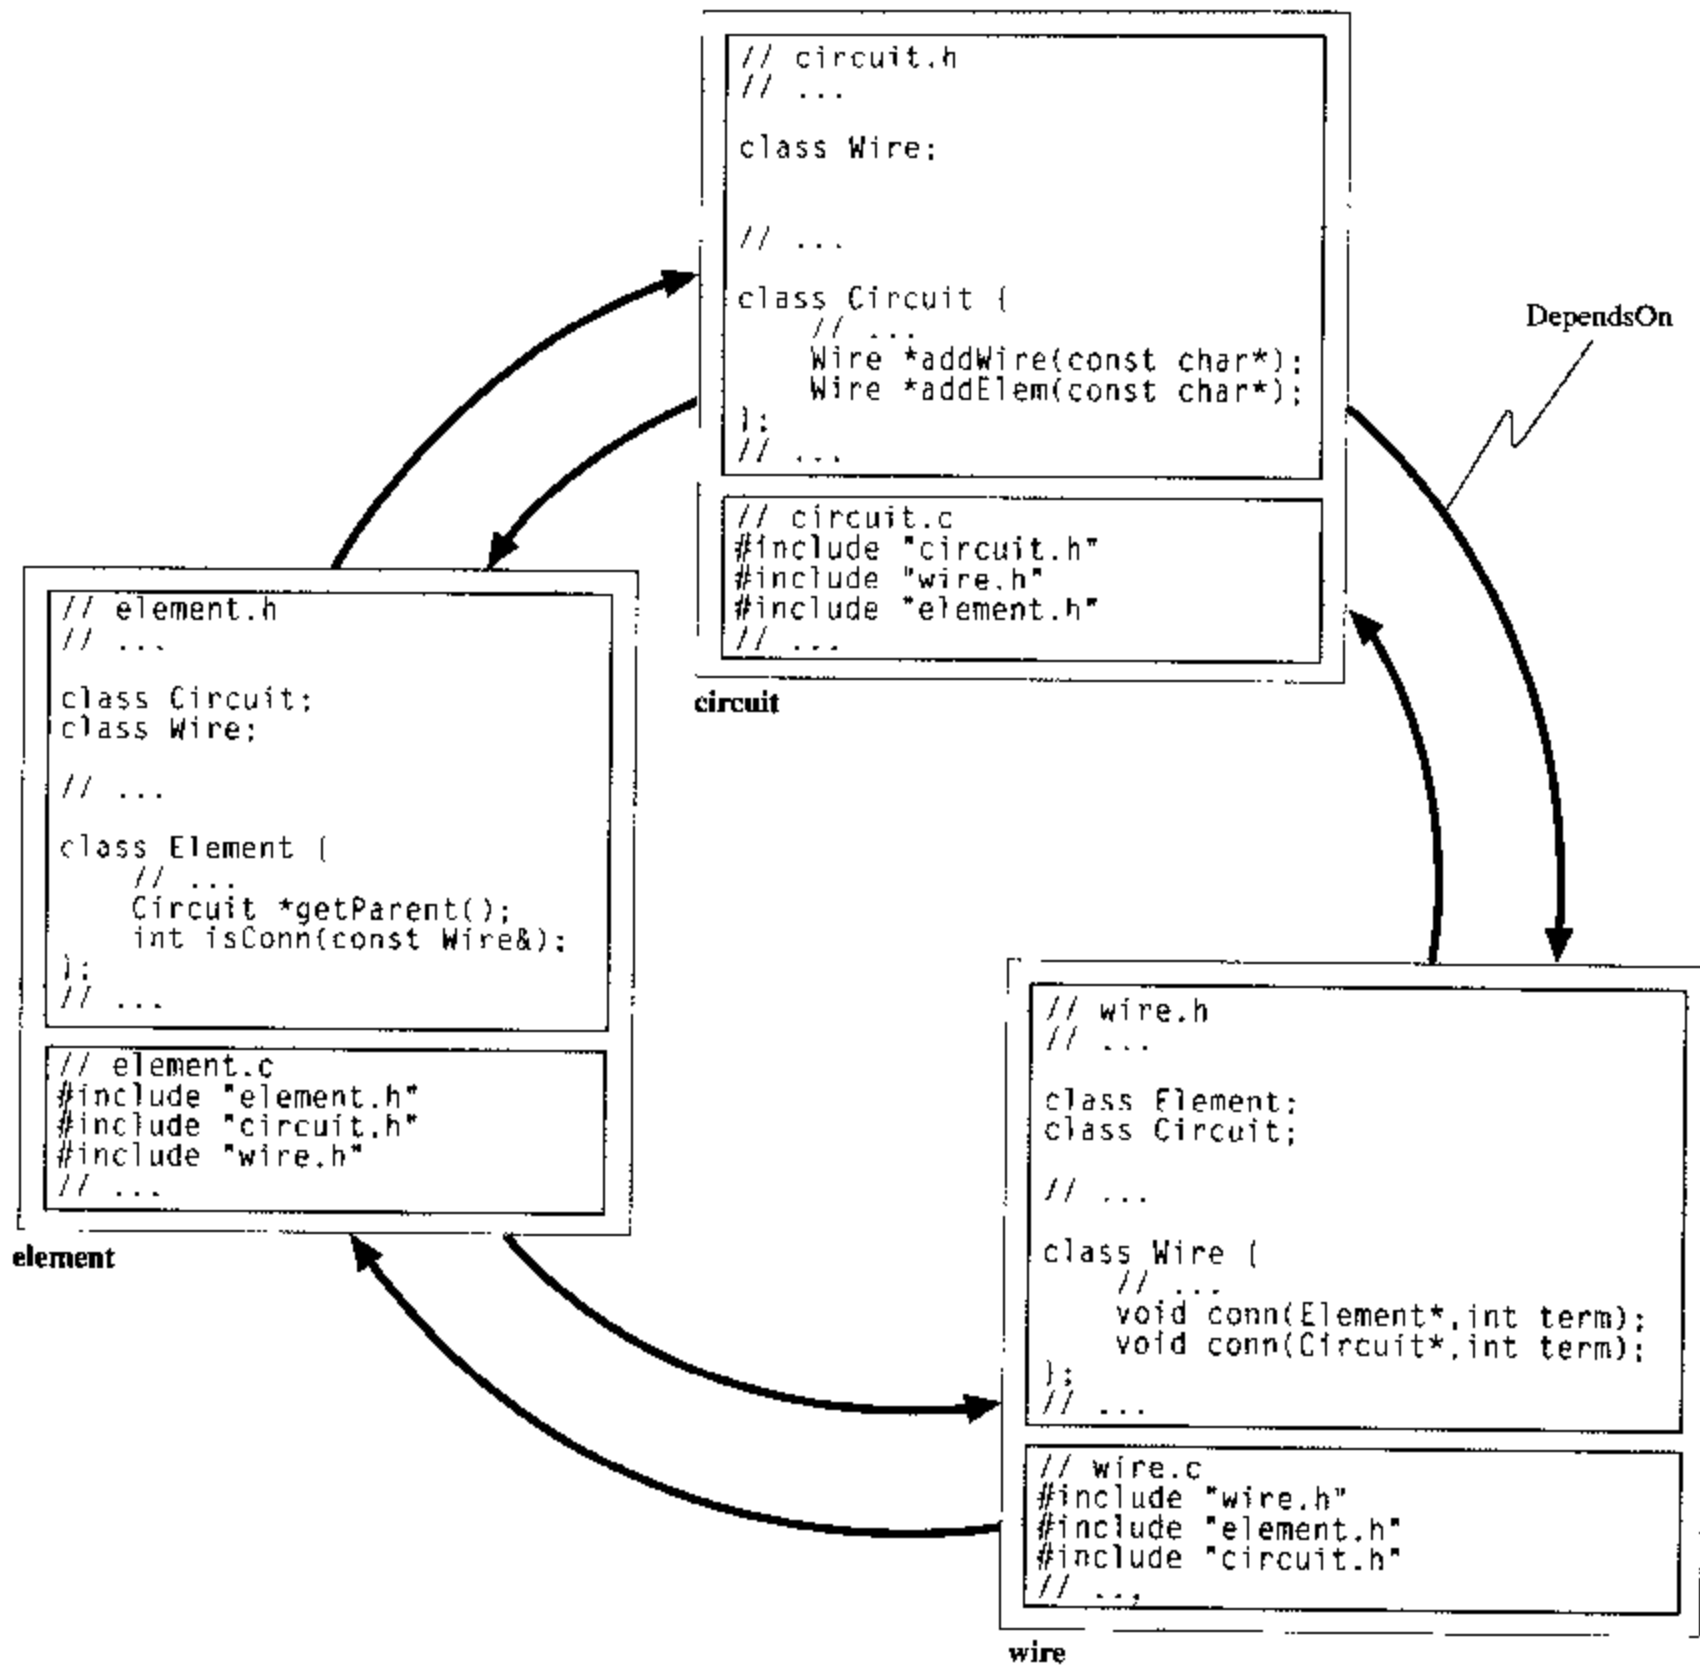 // circuit.h
// ...
class Wire;
// ...
class Circuit {
// ...
Wire *addWire(const char*);
Wire *addElem(const char*);
};
// ...
// circuit.c
#include "circuit.h"
#include "wire.h"
#include "element.h"
// ...
circuit
DependsOn
// element.h
// ...
class Circuit;
class Wire;
// ...
class Element {
// ...
Circuit *getParent();
int isConn(const Wire&);
};
// ...
// element.c
#include "element.h"
#include "circuit.h"
#include "wire.h"
// ...
element
// wire.h
// ...
class Element;
class Circuit;
// ...
class Wire {
// ...
void conn(Element*,int term);
void conn(Circuit*,int term);
};
// ...
// wire.c
#include "wire.h"
#include "element.h"
#include "circuit.h"
// ...
wire